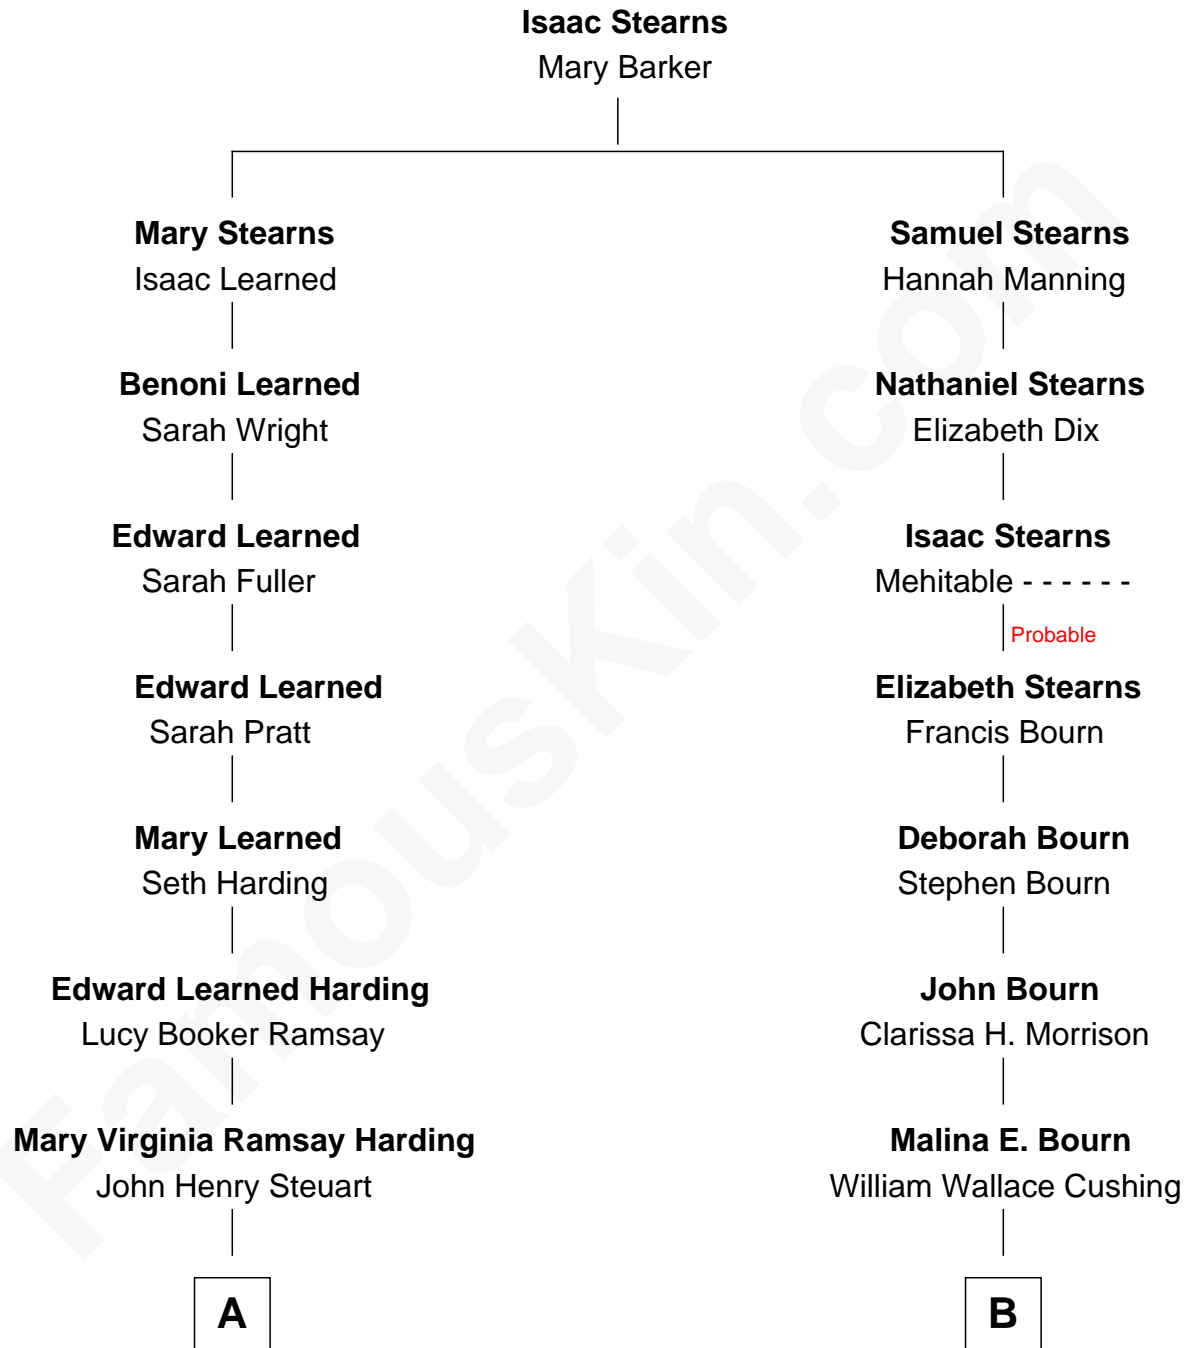 Isaac Stearns
Mary Barker
Mary Stearns
Isaac Learned
Samuel Stearns
Hannah Manning
Benoni Learned
Sarah Wright
Nathaniel Stearns
Elizabeth Dix
Edward Learned
Sarah Fuller
Isaac Stearns
Mehitable - - - - - -
Probable
Edward Learned
Sarah Pratt
Elizabeth Stearns
Francis Bourn
Mary Learned
Seth Harding
Deborah Bourn
Stephen Bourn
Edward Learned Harding
Lucy Booker Ramsay
John Bourn
Clarissa H. Morrison
Mary Virginia Ramsay Harding
John Henry Steuart
Malina E. Bourn
William Wallace Cushing
A
B
FamousKin.com